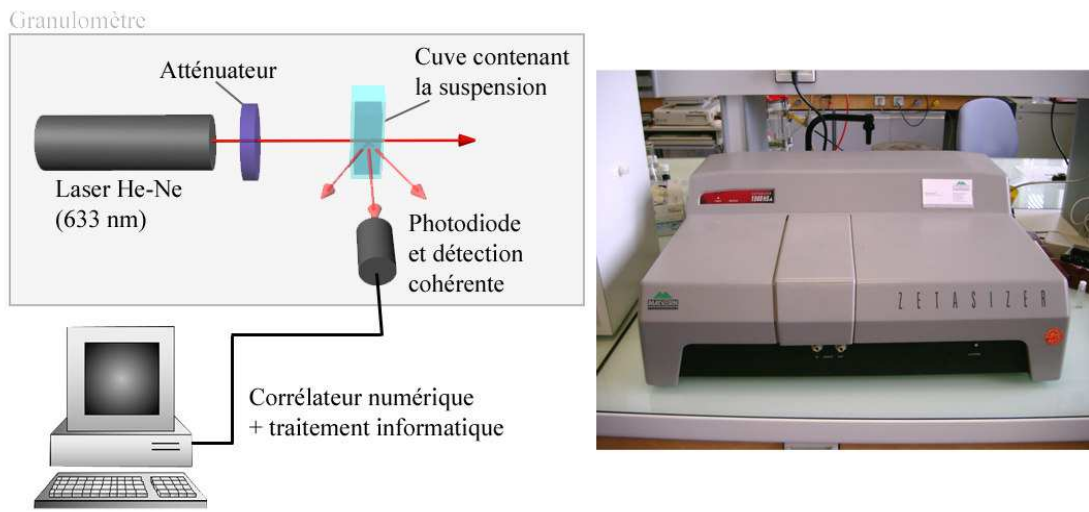 Granulomètre
Atténuateur
Cuve contenant
la suspension
Laser He-Ne
(633 nm)
Photodiode
et détection
cohérente
Corrélateur numérique
+ traitement informatique
ZETASIZER